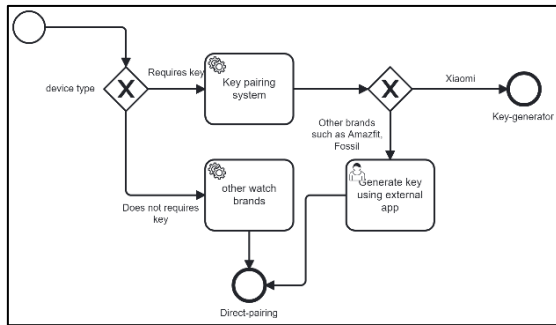 device type
Requires key
Key pairing
system
Xiaomi
Key-generator
Other brands
such as Amazfit,
Fossil
Does not requires
key
other watch
brands
Generate key
using external
app
Direct-pairing